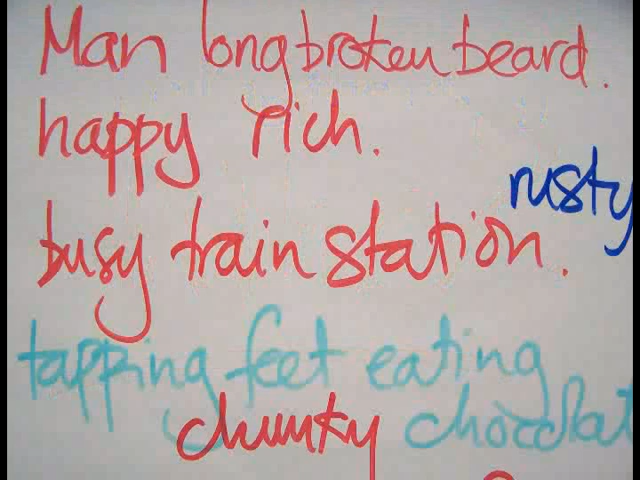 Man long broken beard.
happy rich.
rusty
busy train station.
tapping feet eating
chunky chocolat